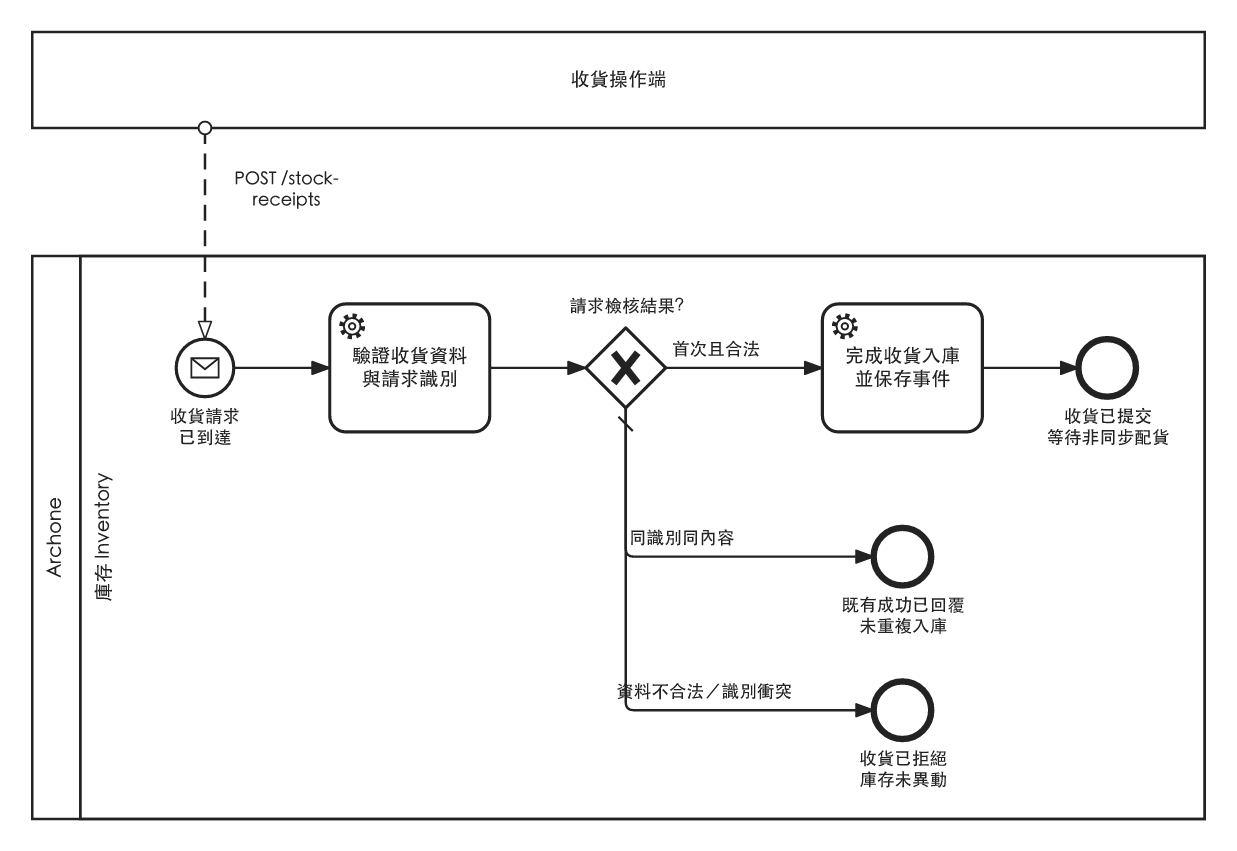 收貨操作端
POST /stock-
receipts
Archone
庫存 Inventory
收貨請求
已到達
驗證收貨資料
與請求識別
請求檢核結果?
首次且合法
完成收貨入庫
並保存事件
收貨已提交
等待非同步配貨
同識別同內容
既有成功已回覆
未重複入庫
資料不合法／識別衝突
收貨已拒絕
庫存未異動